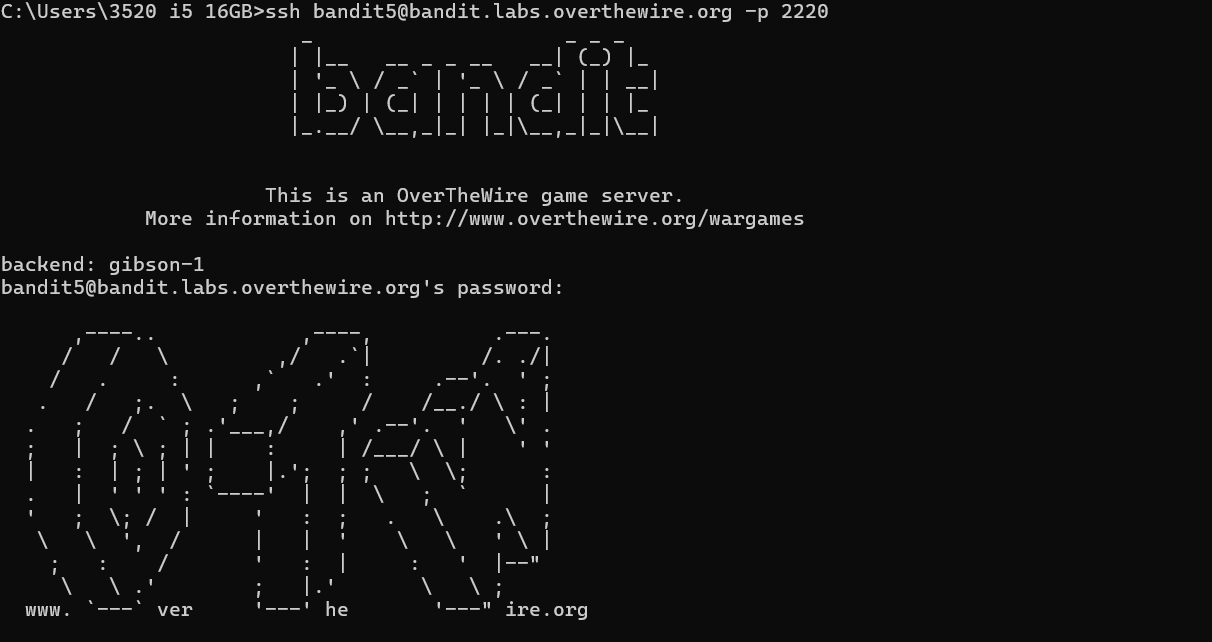 C:\Users\3520 i5 16GB>ssh bandit5@bandit.labs.overthewire.org -p 2220
bandit
This is an OverTheWire game server.
More information on http://www.overthewire.org/wargames
backend: gibson-1
bandit5@bandit.labs.overthewire.org's password:
www. ver he ire.org